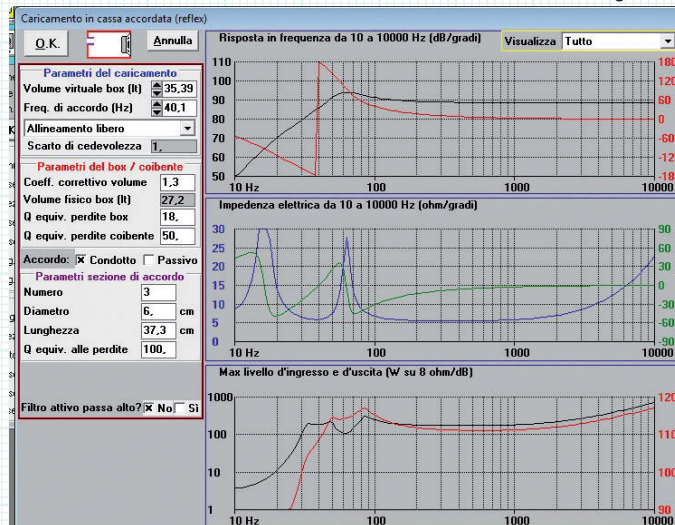 Caricamento in cassa accordata (reflex)
O.K.
Annulla
Parametri del caricamento
Volume virtuale box (lt) 35,39
Freq. di accordo (Hz) 40,1
Allineamento libero
Scarto di cedevolezza 1,
Parametri del box / coibente
Coeff. correttivo volume 1,3
Volume fisico box (lt) 27,2
Q equiv. perdite box 18,
Q equiv. perdite coibente 50,
Accordo: Condotto Passivo
Parametri sezione di accordo
Numero 3
Diametro 6, cm
Lunghezza 37,3 cm
Q equiv. alle perdite 100,
Filtro attivo passa alto? No Sì
Risposta in frequenza da 10 a 10000 Hz (dB/gradi)
Visualizza Tutto
110 180
100 120
90 60
80 0
70 -60
60 -12
50 -18
10 Hz 100 1000 10000
Impedenza elettrica da 10 a 10000 Hz (ohm/gradi)
30 90
25 60
20 30
15 0
10 -30
5 -60
0 -90
10 Hz 100 1000 10000
Max livello d'ingresso e d'uscita (W su 8 ohm/dB)
1000 120
100 110
10 100
1 90
10 Hz 100 1000 10000